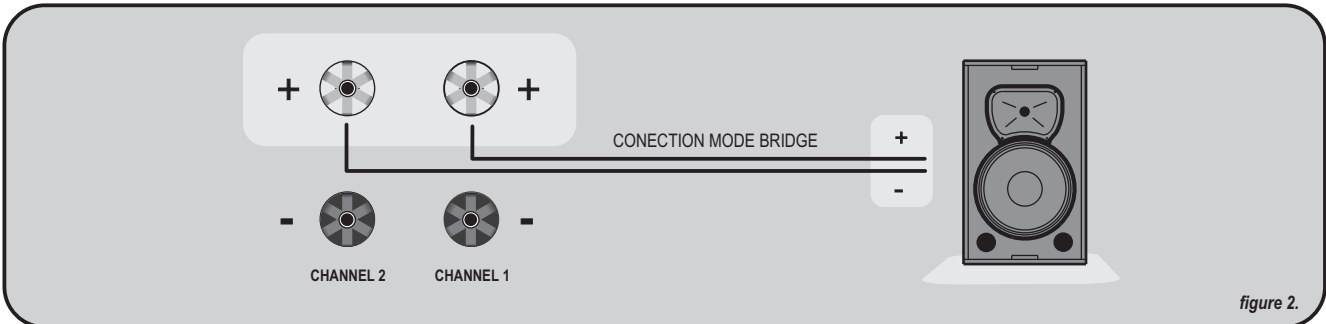 + +
CONECTION MODE BRIDGE
+
-
- -
CHANNEL 2 CHANNEL 1
figure 2.